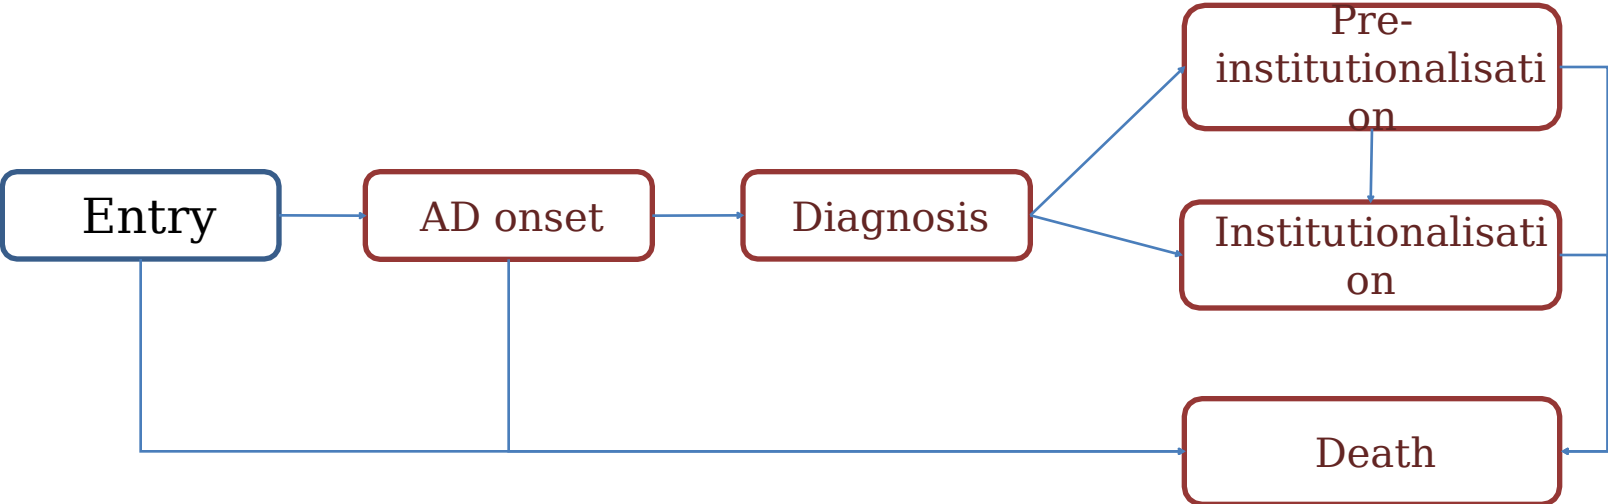 Pre-
institutionalisati
on
Entry
AD onset
Diagnosis
Institutionalisati
on
Death